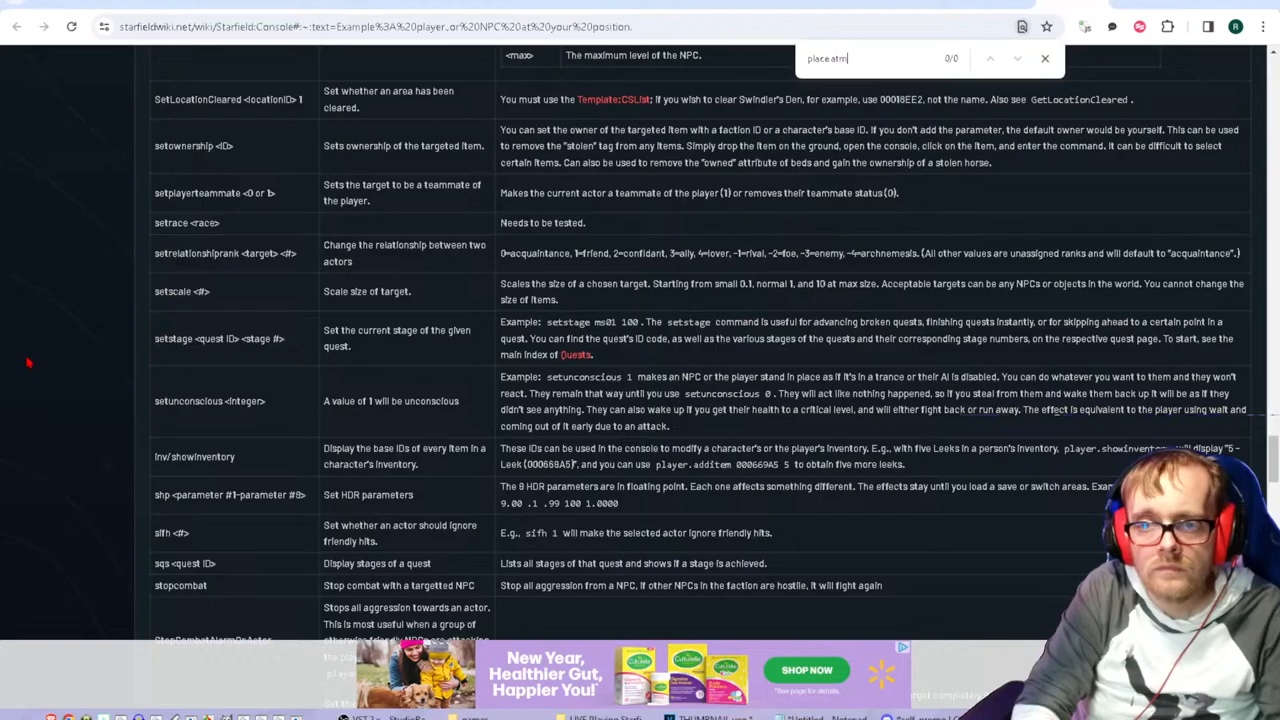 starfieldwiki.net/wiki/Starfield:Console#:~:text=Example%3A%20player,or%20NPC%20at%20your%20position.
R
place atm 0/0
<max> The maximum level of the NPC.
SetLocationCleared <locationID> 1
Set whether an area has been
cleared.
You must use the Template:CSList; if you wish to clear Swindler's Den, for example, use 00018EE2, not the name. Also see GetLocationCleared.
setownership <ID>
Sets ownership of the targeted item.
You can set the owner of the targeted item with a faction ID or a character's base ID. If you don't add the parameter, the default owner would be yourself. This can be used
to remove the "stolen" tag from any items. Simply drop the item on the ground, open the console, click on the item, and enter the command. It can be difficult to select
certain items. Can also be used to remove the "owned" attribute of beds and gain the ownership of a stolen horse.
setplayerteammate <0 or 1>
Sets the target to be a teammate of
the player.
Makes the current actor a teammate of the player (1) or removes their teammate status (0).
setrace <race>
Needs to be tested.
setrelationshiprank <target> <#>
Change the relationship between two
actors
0=acquaintance, 1=friend, 2=confidant, 3=ally, 4=lover, -1=rival, -2=foe, -3=enemy, -4=archnemesis. (All other values are unassigned ranks and will default to "acquaintance".)
setscale <#>
Scale size of target.
Scales the size of a chosen target. Starting from small 0.1, normal 1, and 10 at max size. Acceptable targets can be any NPCs or objects in the world. You cannot change the
size of items.
setstage <quest ID> <stage #>
Set the current stage of the given
quest.
Example: setstage ms01 100. The setstage command is useful for advancing broken quests, finishing quests instantly, or for skipping ahead to a certain point in a
quest. You can find the quest's ID code, as well as the various stages of the quests and their corresponding stage numbers, on the respective quest page. To start, see the
main index of Quests.
setunconscious <integer>
A value of 1 will be unconscious
Example: setunconscious 1 makes an NPC or the player stand in place as if it's in a trance or their AI is disabled. You can do whatever you want to them and they won't
react. They remain that way until you use setunconscious 0. They will act like nothing happened, so if you steal from them and wake them back up it will be as if they
didn't see anything. They can also wake up if you get their health to a critical level, and will either fight back or run away. The effect is equivalent to the player using wait and
coming out of it early due to an attack.
inv/showinventory
Display the base IDs of every item in a
character's inventory.
These IDs can be used in the console to modify a character's or the player's inventory. E.g., with five Leeks in a person's inventory. player.showinventory will display "5 -
Leek (000669A5)", and you can use player.additem 000669A5 5 to obtain five more leeks.
shp <parameter #1-parameter #8>
Set HDR parameters
The 8 HDR parameters are in floating point. Each one affects something different. The effects stay until you load a save or switch areas.
9.00 .1 .99 100 1.0000
sifh <#>
Set whether an actor should ignore
friendly hits.
E.g., sifh 1 will make the selected actor ignore friendly hits.
sqs <quest ID>
Display stages of a quest
Lists all stages of that quest and shows if a stage is achieved.
stopcombat
Stop combat with a targetted NPC
Stop all aggression from a NPC, if other NPCs in the faction are hostile, it will fight again
StopCombatAlarmOnActor
Stops all aggression towards an actor.
This is most useful when a group of
New Year,
Healthier Gut,
Happier You!
Culturelle
SHOP NOW
*See page for details.
target completely
games
LIVE Playing Starfi
THUMBNAIL veg *
*Untitled - Notepad